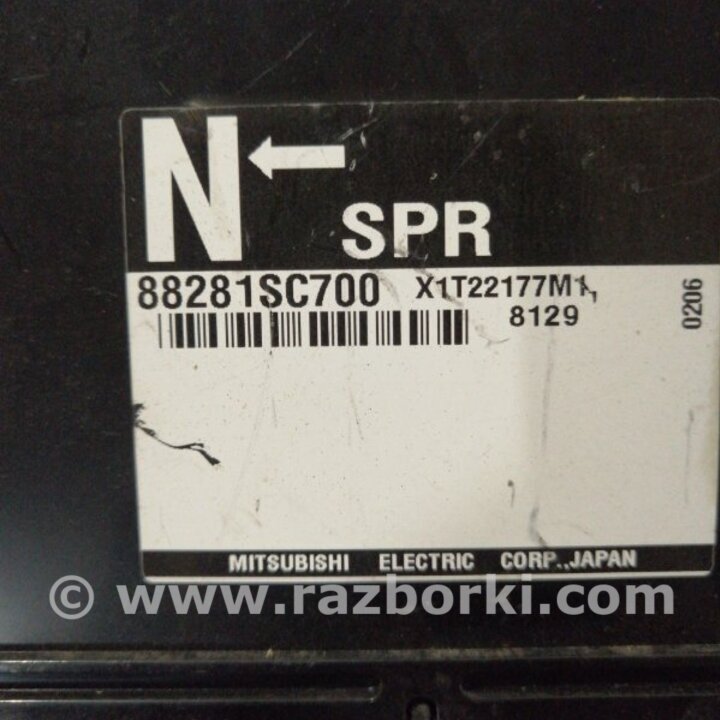 N
SPR
88281SC700 X1T22177M1,
8129
0206
MITSUBISHI ELECTRIC CORP., JAPAN
© www.razborki.com